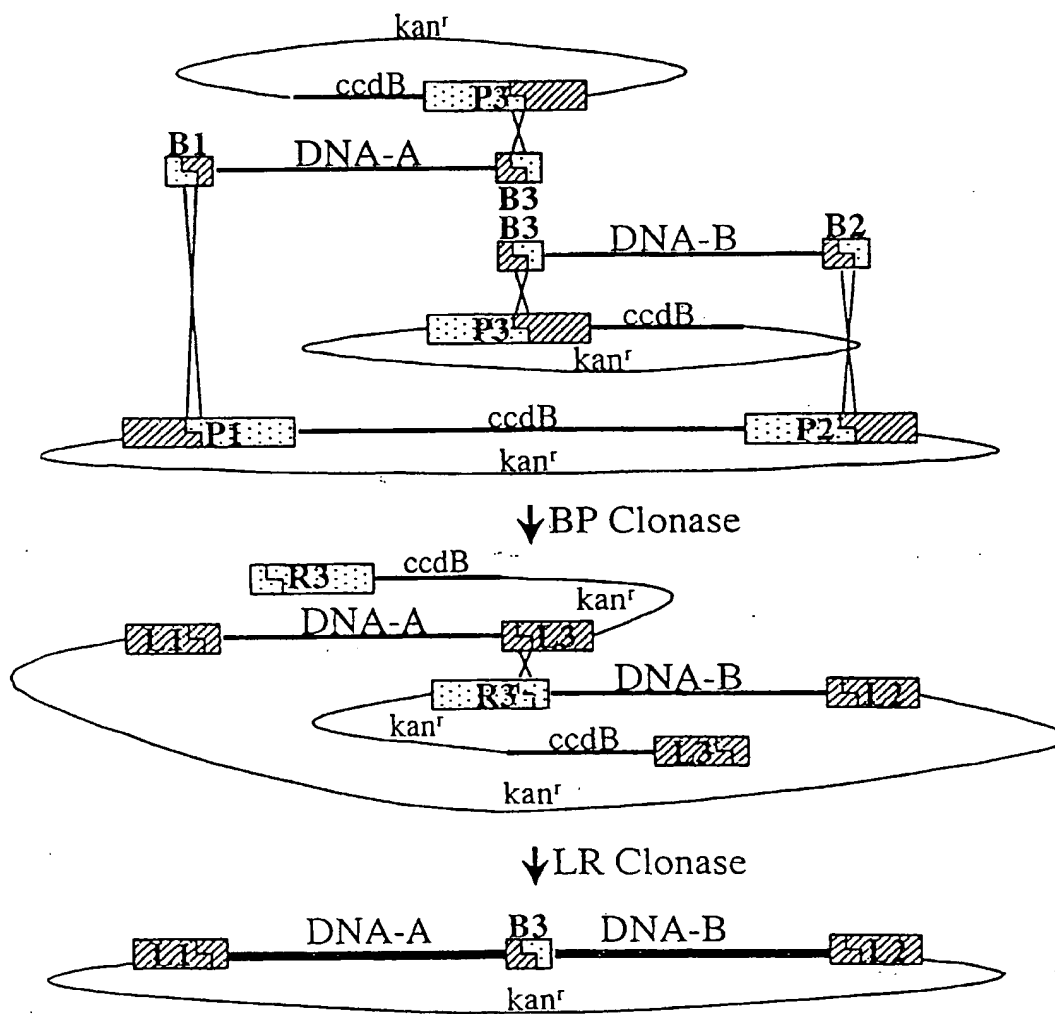 kanʳ
ccdB P3
B1 DNA-A
B3
B3 DNA-B B2
P3 ccdB
kanʳ
P1 ccdB P2
kanʳ
BP Clonase
R3 ccdB
kanʳ
L1 DNA-A L3
R3 DNA-B L2
kanʳ
ccdB L3
kanʳ
LR Clonase
L1 DNA-A B3 DNA-B L2
kanʳ